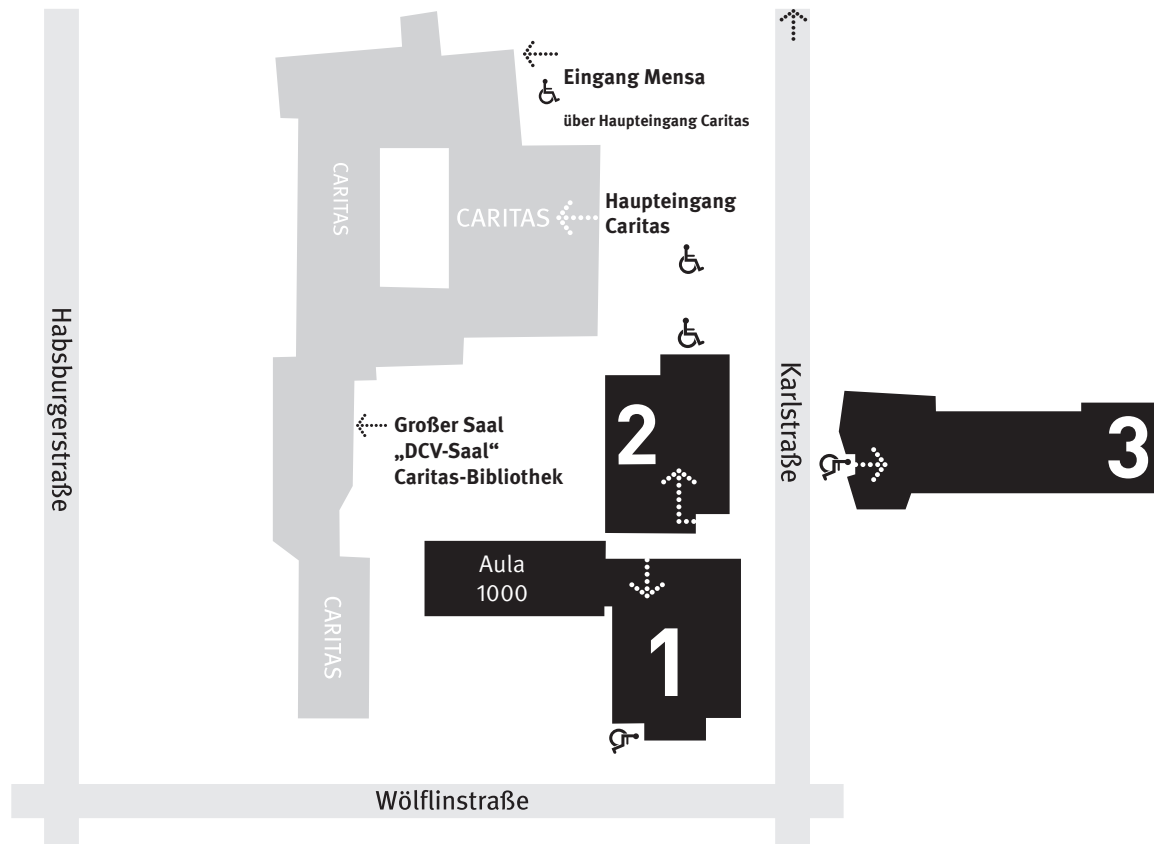 Eingang Mensa
über Haupteingang Caritas
CARITAS
CARITAS
Haupteingang
Caritas
Habsburgerstraße
Karlstraße
Großer Saal
„DCV-Saal“
Caritas-Bibliothek
2
3
Aula
1000
1
CARITAS
Wölflinstraße